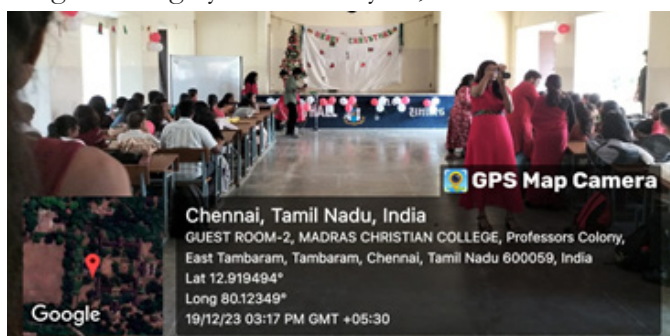 MERRY CHRISTMAS
GPS Map Camera
Chennai, Tamil Nadu, India
GUEST ROOM-2, MADRAS CHRISTIAN COLLEGE, Professors Colony,
East Tambaram, Tambaram, Chennai, Tamil Nadu 600059, India
Lat 12.919494°
Long 80.12349°
19/12/23 03:17 PM GMT +05:30
Google